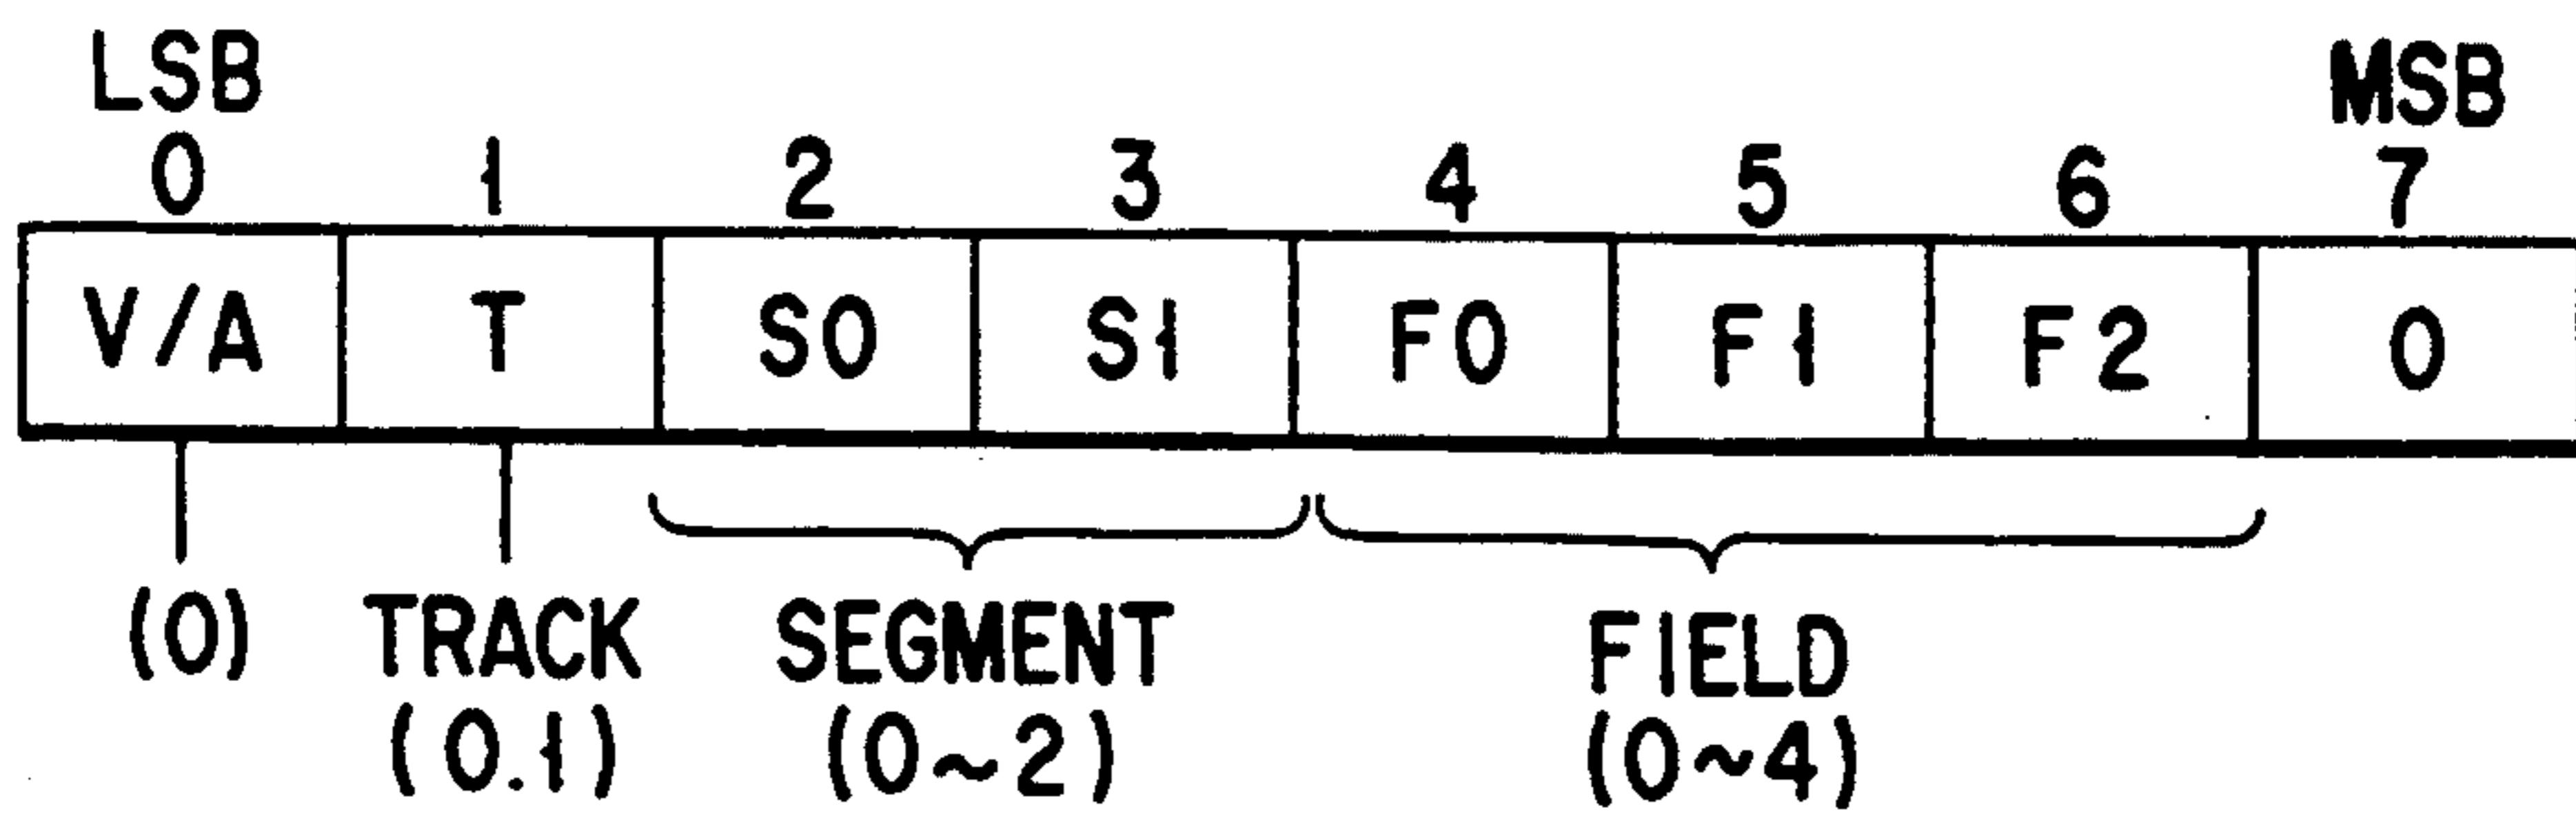 LSB MSB
0 1 2 3 4 5 6 7
V/A T S0 S1 F0 F1 F2 0
(0) TRACK SEGMENT FIELD
(0.1) (0~2) (0~4)